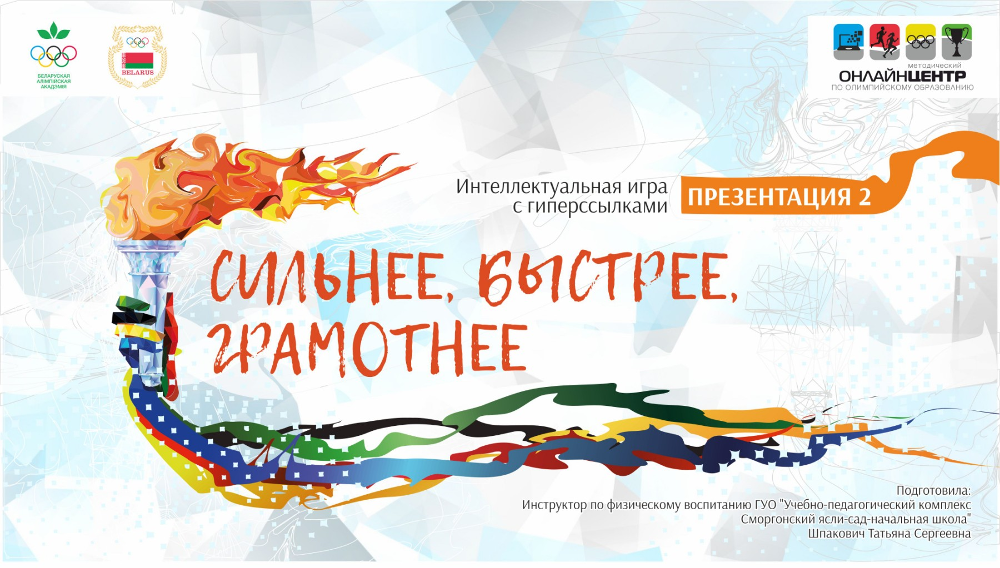 БЕЛАРУСКАЯ
АЛІМПІЙСКАЯ
АКАДЭМІЯ
BELARUS
методический
ОНЛАЙНЦЕНТР
ПО ОЛИМПИЙСКОМУ ОБРАЗОВАНИЮ
Интеллектуальная игра
с гиперссылками
ПРЕЗЕНТАЦИЯ 2
СИЛЬНЕЕ, БЫСТРЕЕ,
ГРАМОТНЕЕ
Подготовила:
Инструктор по физическому воспитанию ГУО "Учебно-педагогический комплекс
Сморгонский ясли-сад-начальная школа"
Шпакович Татьяна Сергеевна